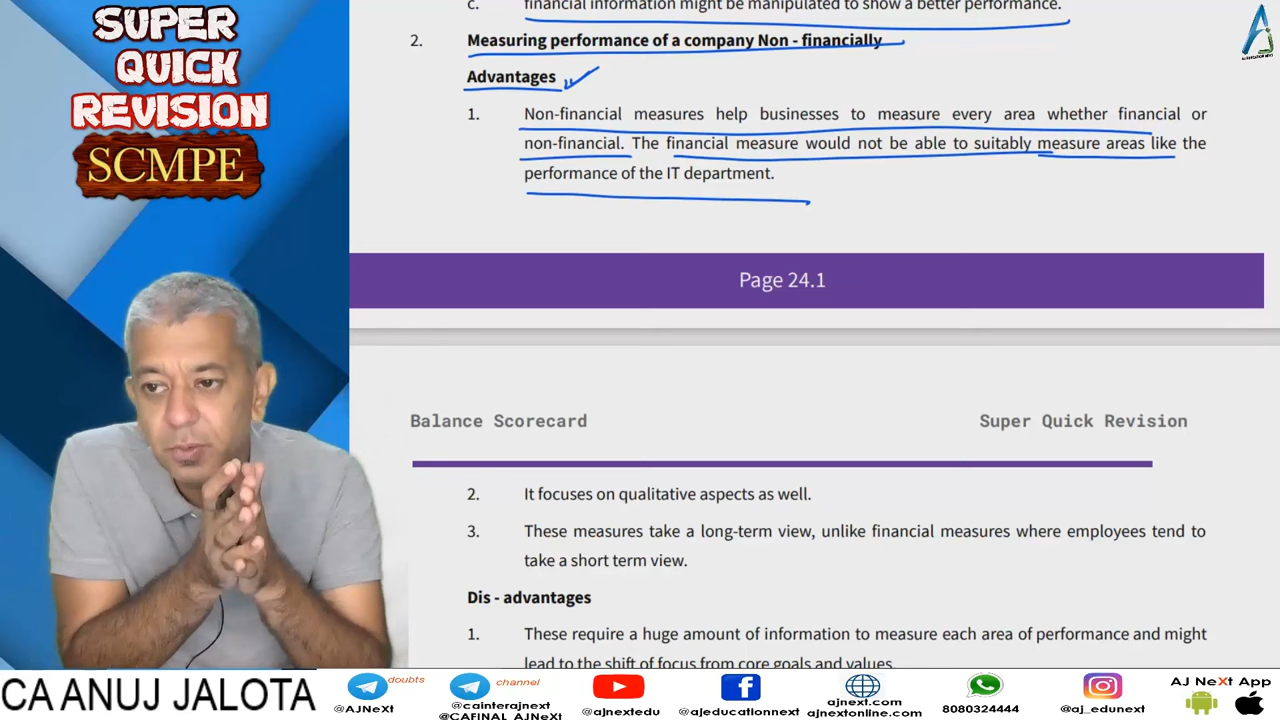 SUPER
QUICK
REVISION
SCMPE
c. financial information might be manipulated to show a better performance.
2. Measuring performance of a company Non - financially
Advantages
1. Non-financial measures help businesses to measure every area whether financial or
non-financial. The financial measure would not be able to suitably measure areas like the
performance of the IT department.
Page 24.1
Balance Scorecard
Super Quick Revision
2. It focuses on qualitative aspects as well.
3. These measures take a long-term view, unlike financial measures where employees tend to
take a short term view.
Dis - advantages
1. These require a huge amount of information to measure each area of performance and might
lead to the shift of focus from core goals and values.
CA ANUJ JALOTA
doubts
@AJNeXt
channel
@cainterajnext
@CAFINAL_AJNeXt
@ajnextedu
@ajeducationnext
ajnext.com
ajnextonline.com
8080324444
@aj_edunext
AJ NeXt App